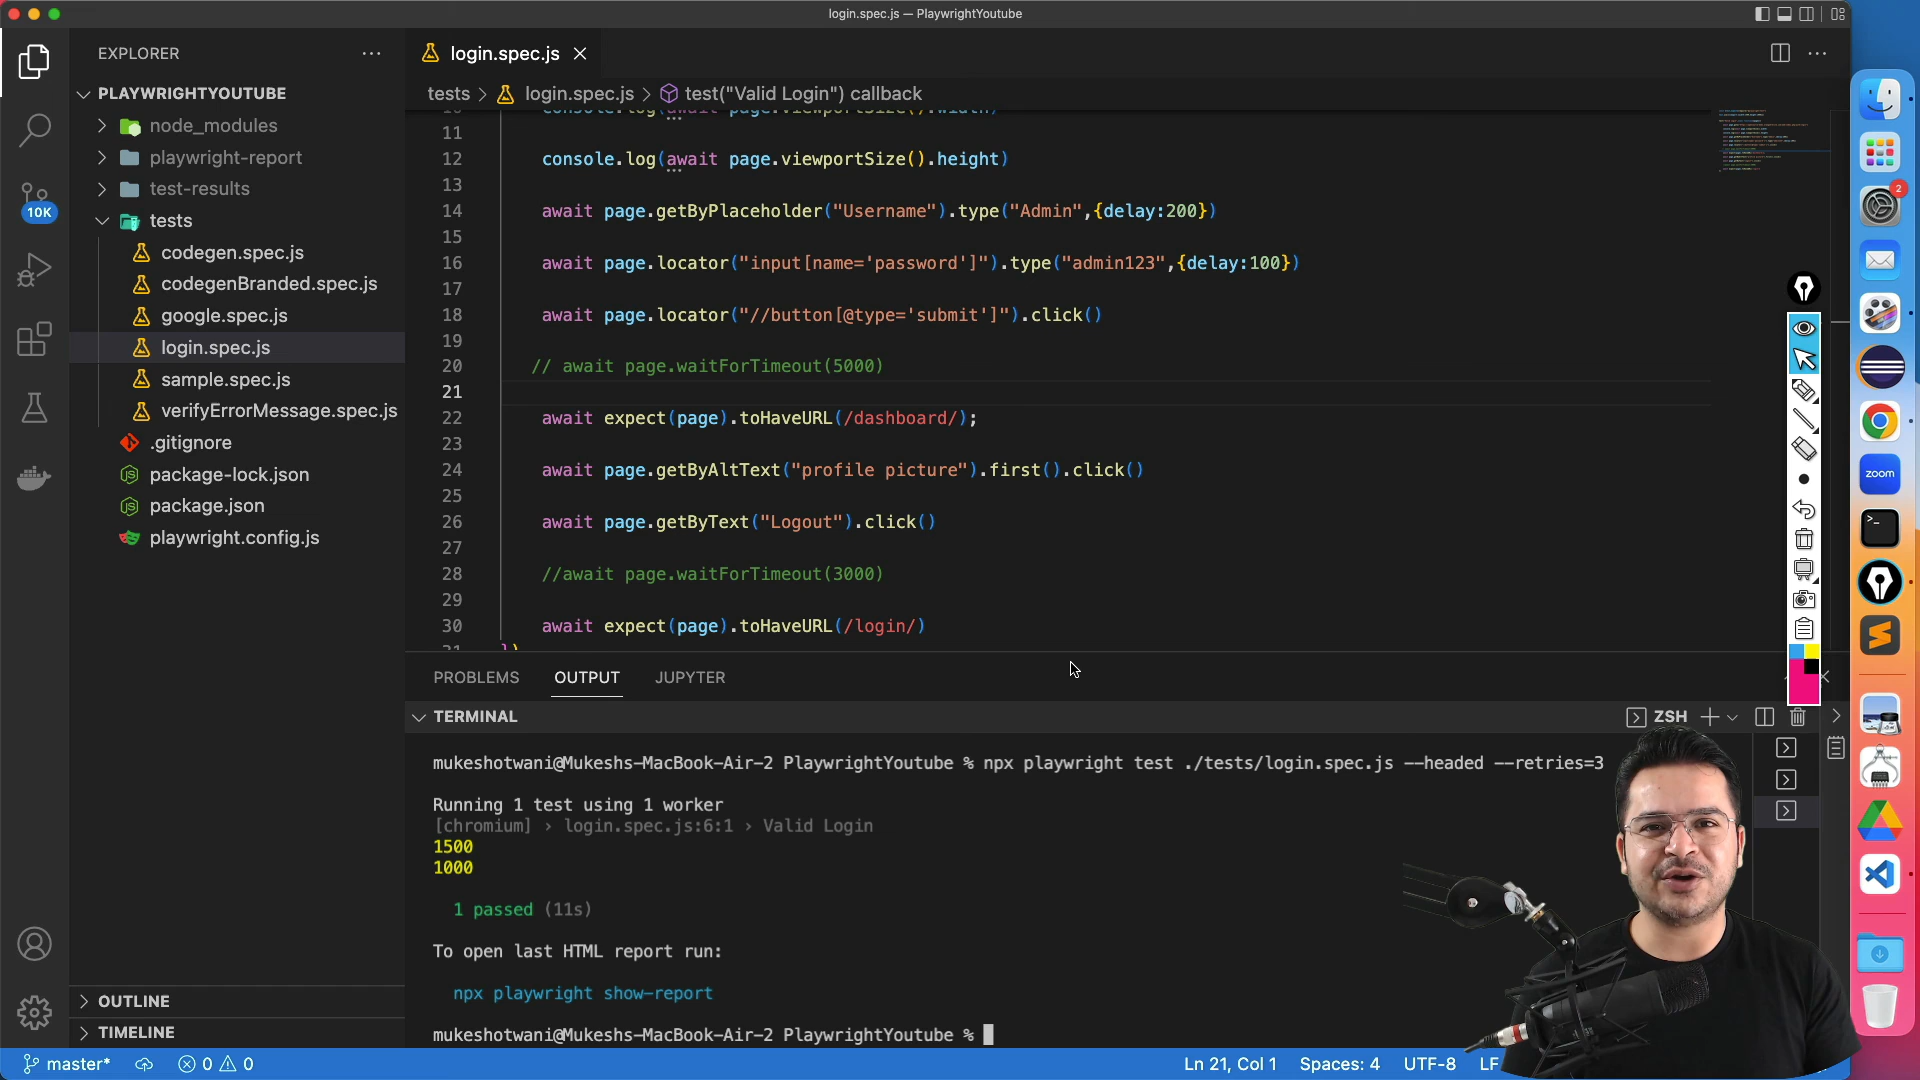 login.spec.js — PlaywrightYoutube
EXPLORER
login.spec.js
PLAYWRIGHTYOUTUBE
tests > login.spec.js > test("Valid Login") callback
node_modules
playwright-report
test-results
10K
tests
codegen.spec.js
codegenBranded.spec.js
google.spec.js
login.spec.js
sample.spec.js
verifyErrorMessage.spec.js
.gitignore
package-lock.json
package.json
playwright.config.js
OUTLINE
TIMELINE
10 console.log(await page.viewportSize().width)
11
12 console.log(await page.viewportSize().height)
13
14 await page.getByPlaceholder("Username").type("Admin",{delay:200})
15
16 await page.locator("input[name='password']").type("admin123",{delay:100})
17
18 await page.locator("//button[@type='submit']").click()
19
20 // await page.waitForTimeout(5000)
21
22 await expect(page).toHaveURL(/dashboard/);
23
24 await page.getByAltText("profile picture").first().click()
25
26 await page.getByText("Logout").click()
27
28 //await page.waitForTimeout(3000)
29
30 await expect(page).toHaveURL(/login/)
31 })
PROBLEMS OUTPUT JUPYTER
TERMINAL
ZSH
mukeshotwani@Mukeshs-MacBook-Air-2 PlaywrightYoutube % npx playwright test ./tests/login.spec.js --headed --retries=3
Running 1 test using 1 worker
[chromium] › login.spec.js:6:1 › Valid Login
1500
1000
1 passed (11s)
To open last HTML report run:
npx playwright show-report
mukeshotwani@Mukeshs-MacBook-Air-2 PlaywrightYoutube %
master* 0 0
Ln 21, Col 1 Spaces: 4 UTF-8 LF
2
zoom